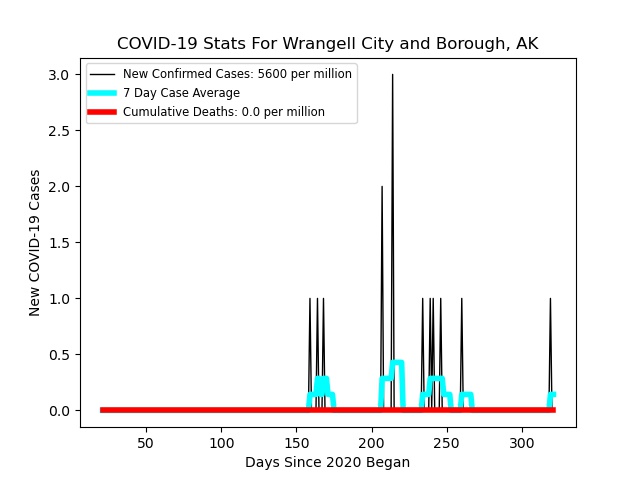 COVID-19 Stats For Wrangell City and Borough, AK
New Confirmed Cases: 5600 per million
7 Day Case Average
Cumulative Deaths: 0.0 per million
New COVID-19 Cases
3.0
2.5
2.0
1.5
1.0
0.5
0.0
50 100 150 200 250 300
Days Since 2020 Began